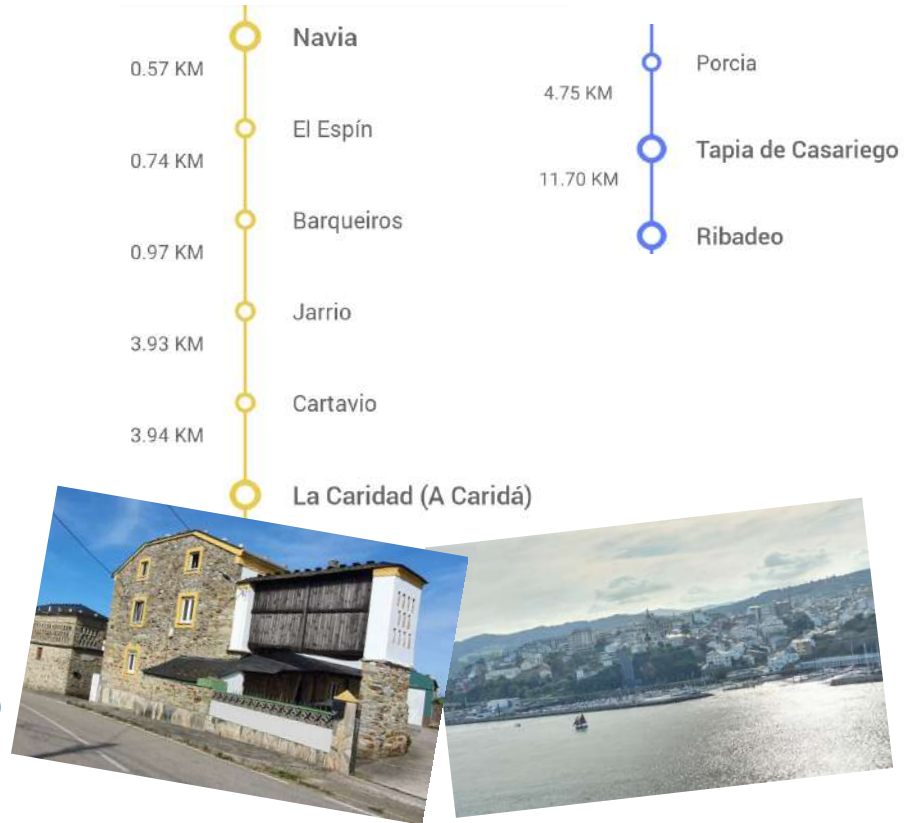 Navia
0.57 KM
El Espín
0.74 KM
Barqueiros
0.97 KM
Jarrio
3.93 KM
Cartavio
3.94 KM
La Caridad (A Caridá)
Porcia
4.75 KM
Tapia de Casariego
11.70 KM
Ribadeo